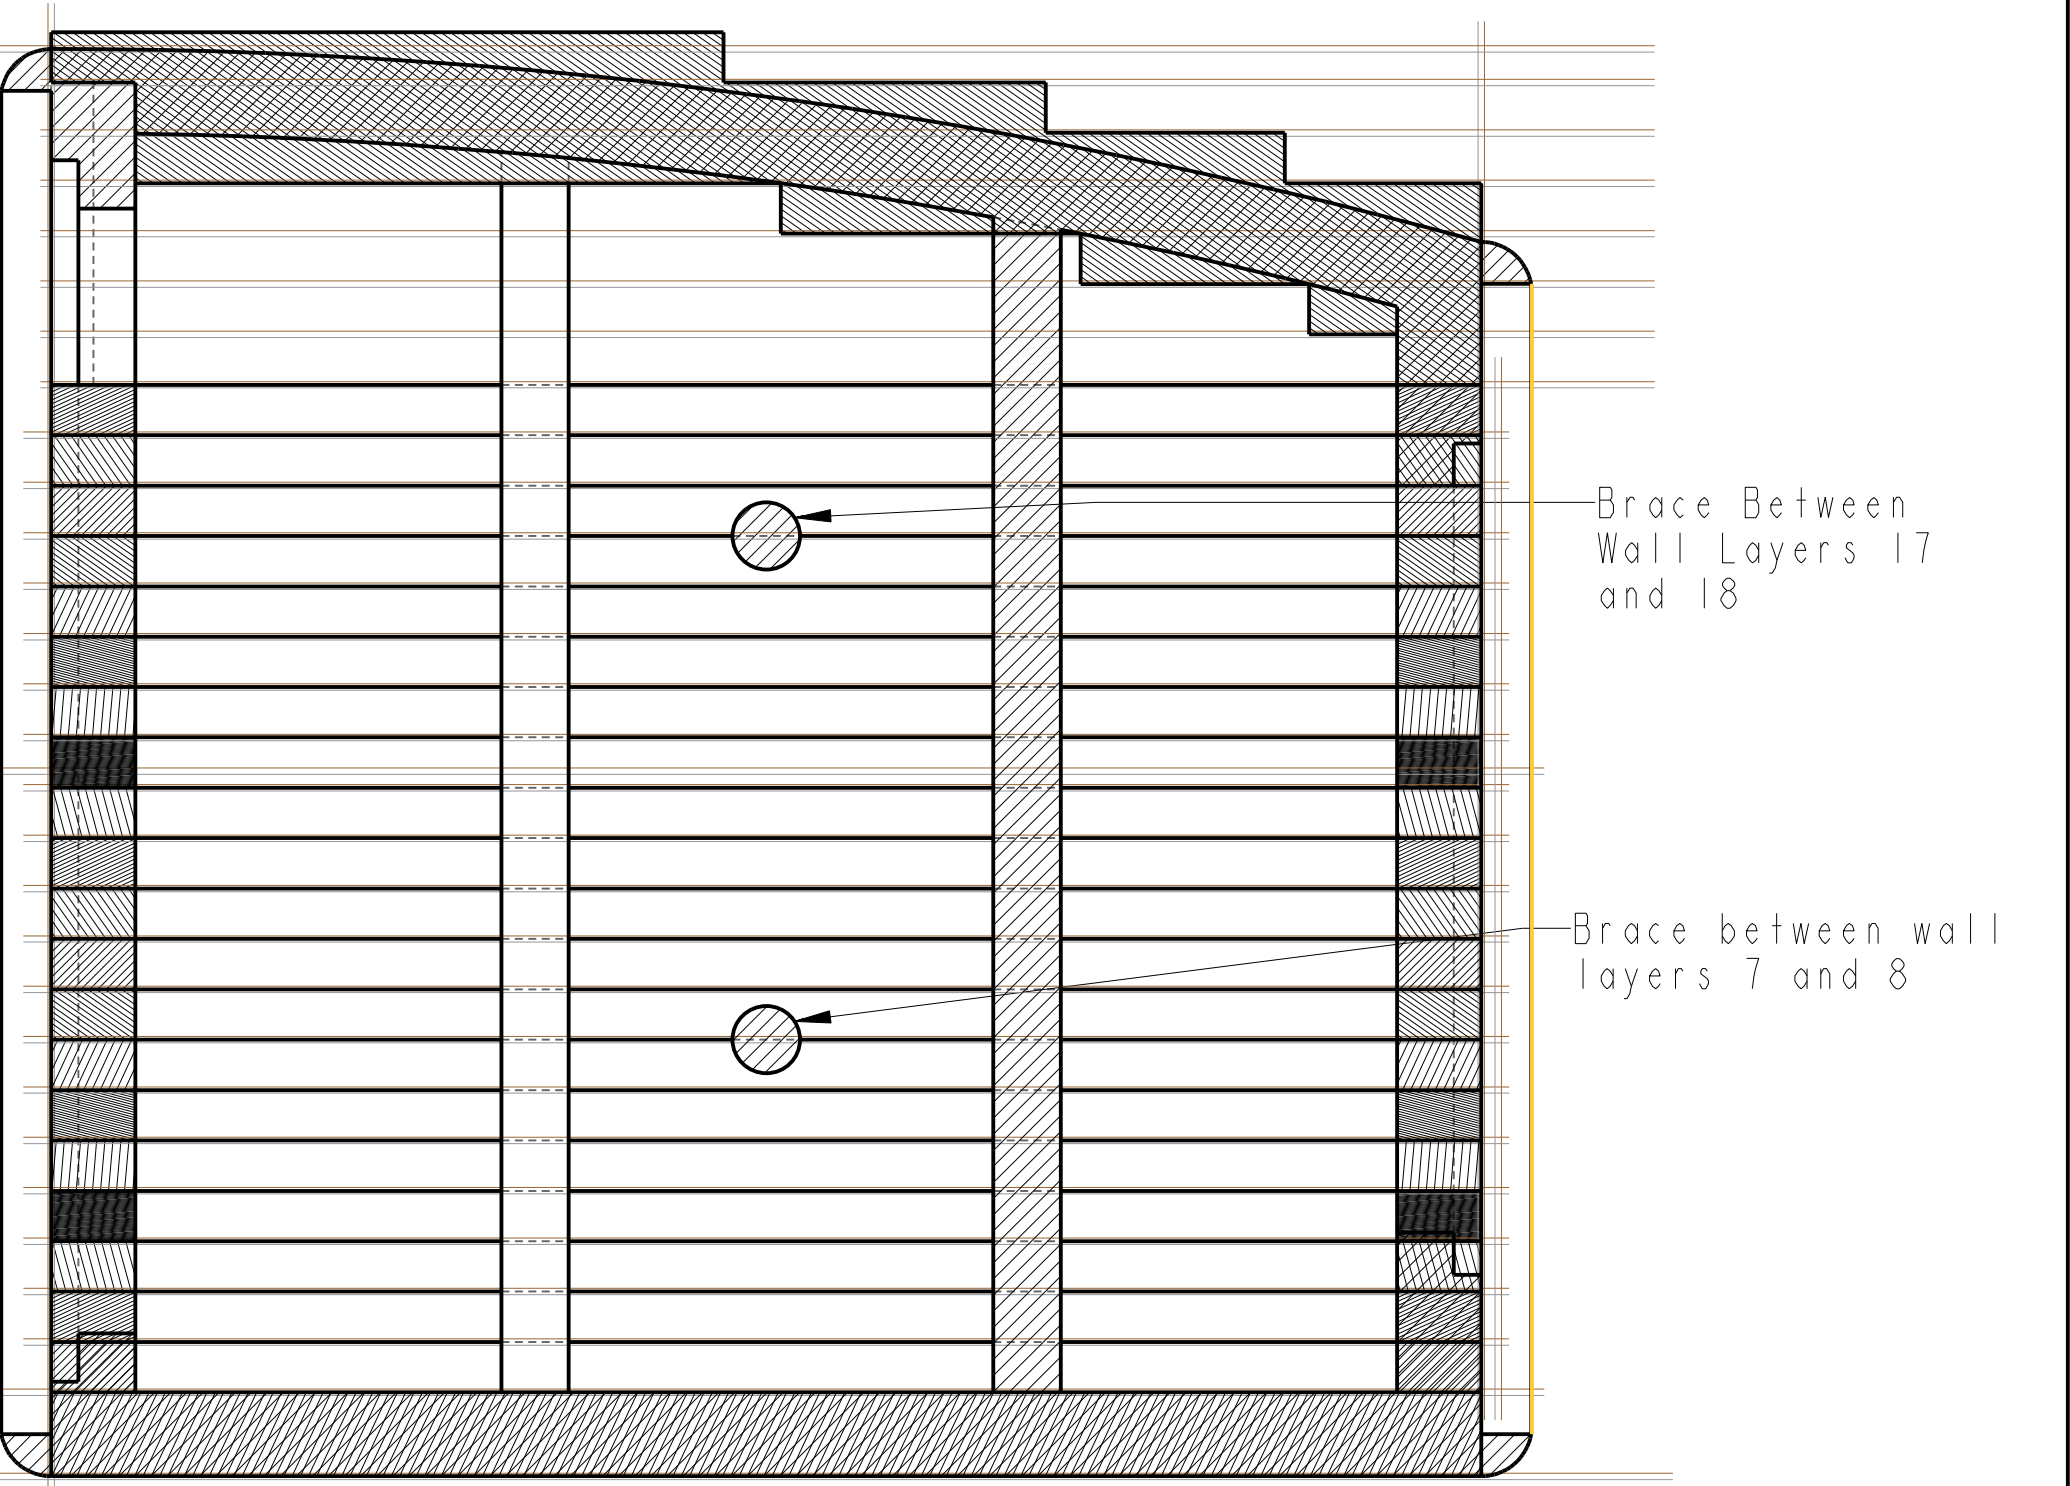 Brace Between
Wall Layers 17
and 18
Brace between wall
layers 7 and 8